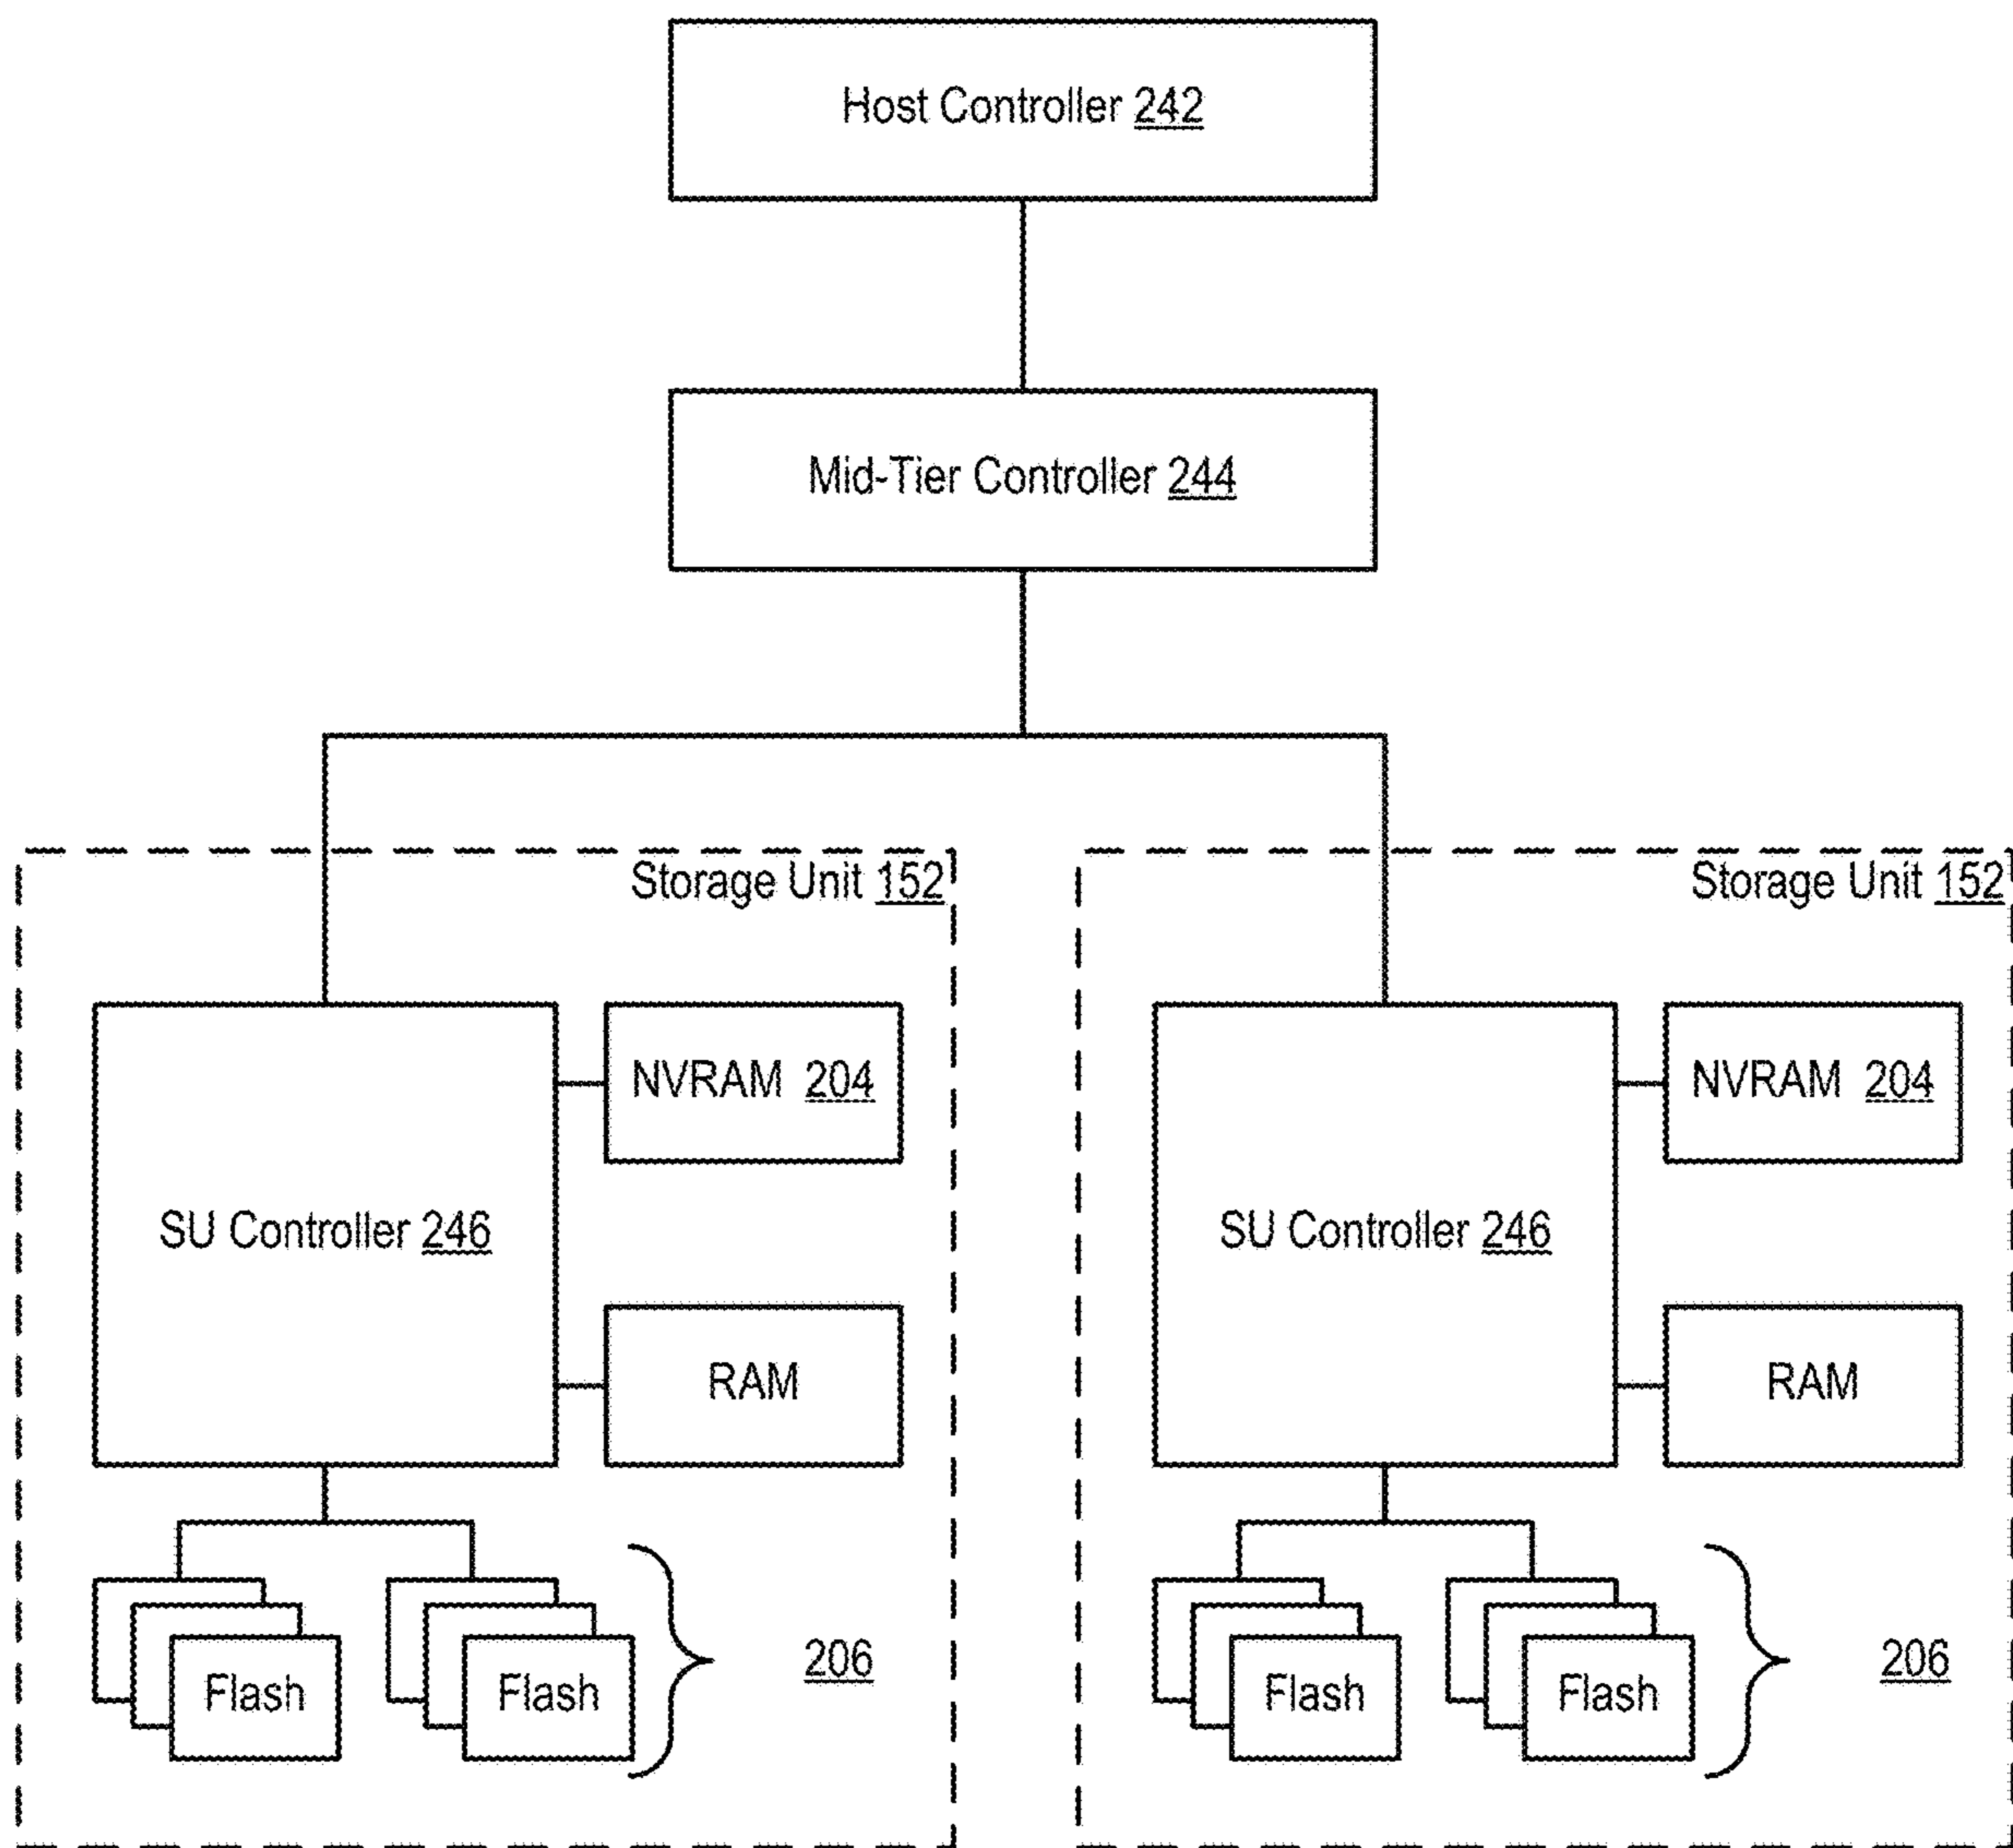 Host Controller 242
Mid-Tier Controller 244
Storage Unit 152
SU Controller 246
NVRAM 204
RAM
Flash
Flash
206
Storage Unit 152
SU Controller 246
NVRAM 204
RAM
Flash
Flash
206